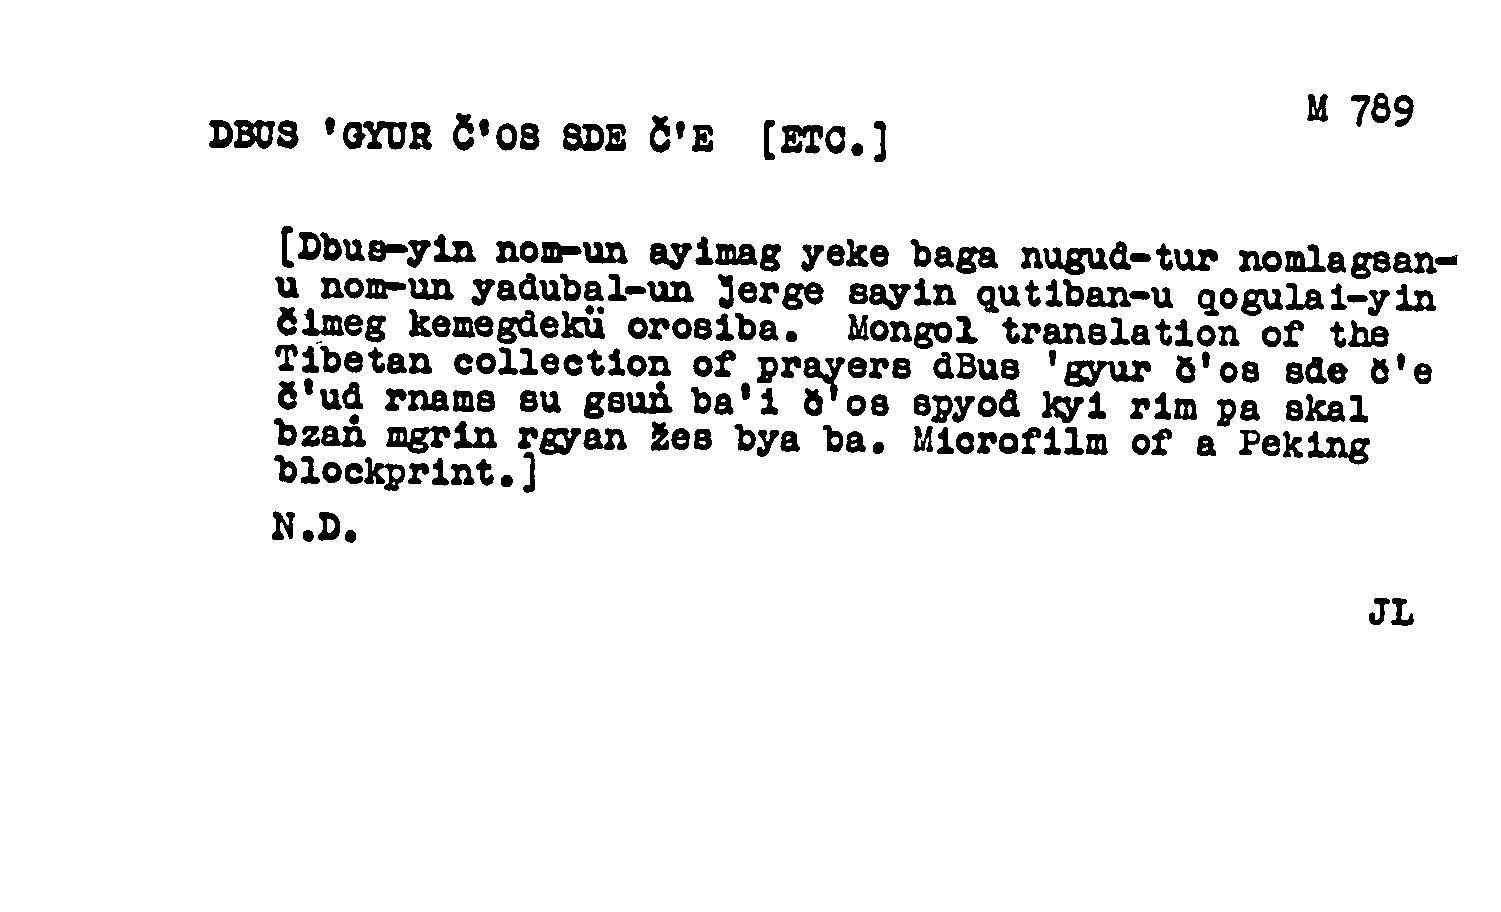 M 789
DBUS 'GYUR Č'OS SDE Č'E [ETC.]
[Dbus-yin nom-un ayimag yeke baga nugud-tur nomlagsan-
u nom-un yadubal-un ǰerge sayin qutiban-u qogulai-yin
čimeg kemegdekü orosiba. Mongol translation of the
Tibetan collection of prayers dBus 'gyur č'os sde č'e
č'ud rnams su gsuṅ ba'i č'os spyod kyi rim pa skal
bzaṅ mgrin rgyan žes bya ba. Microfilm of a Peking
blockprint.]
N.D.
JL